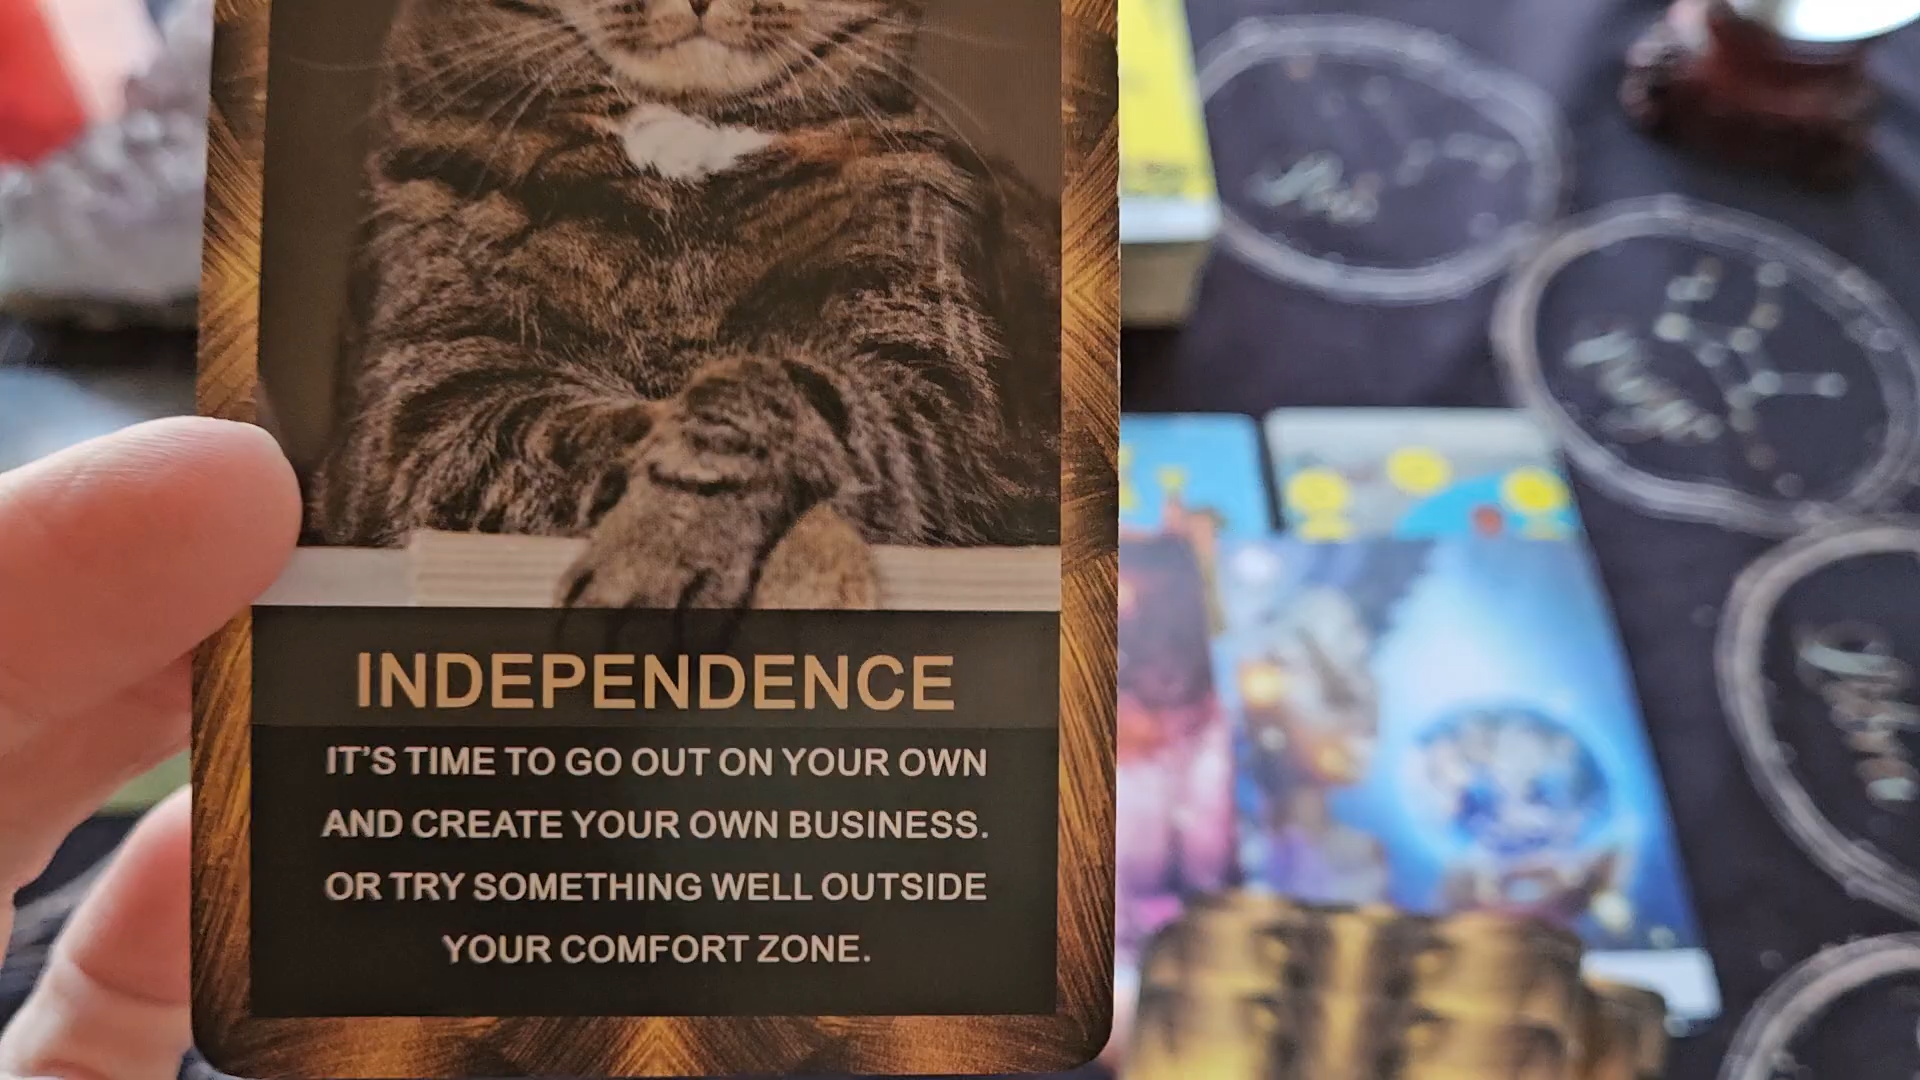 INDEPENDENCE
IT'S TIME TO GO OUT ON YOUR OWN
AND CREATE YOUR OWN BUSINESS.
OR TRY SOMETHING WELL OUTSIDE
YOUR COMFORT ZONE.